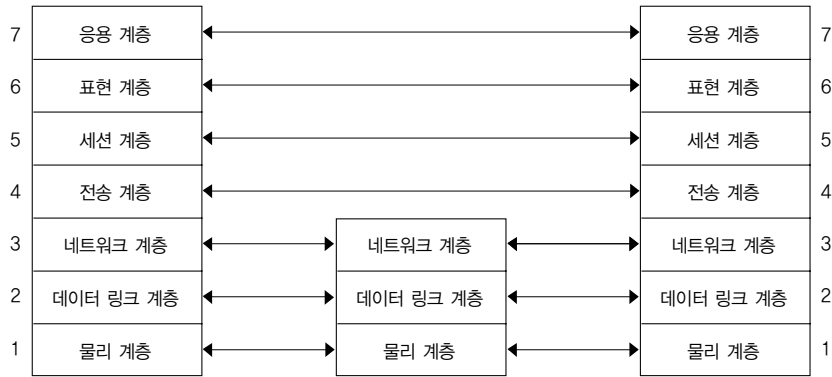 7 응용 계층 응용 계층 7
6 표현 계층 표현 계층 6
5 세션 계층 세션 계층 5
4 전송 계층 전송 계층 4
3 네트워크 계층 네트워크 계층 네트워크 계층 3
2 데이터 링크 계층 데이터 링크 계층 데이터 링크 계층 2
1 물리 계층 물리 계층 물리 계층 1